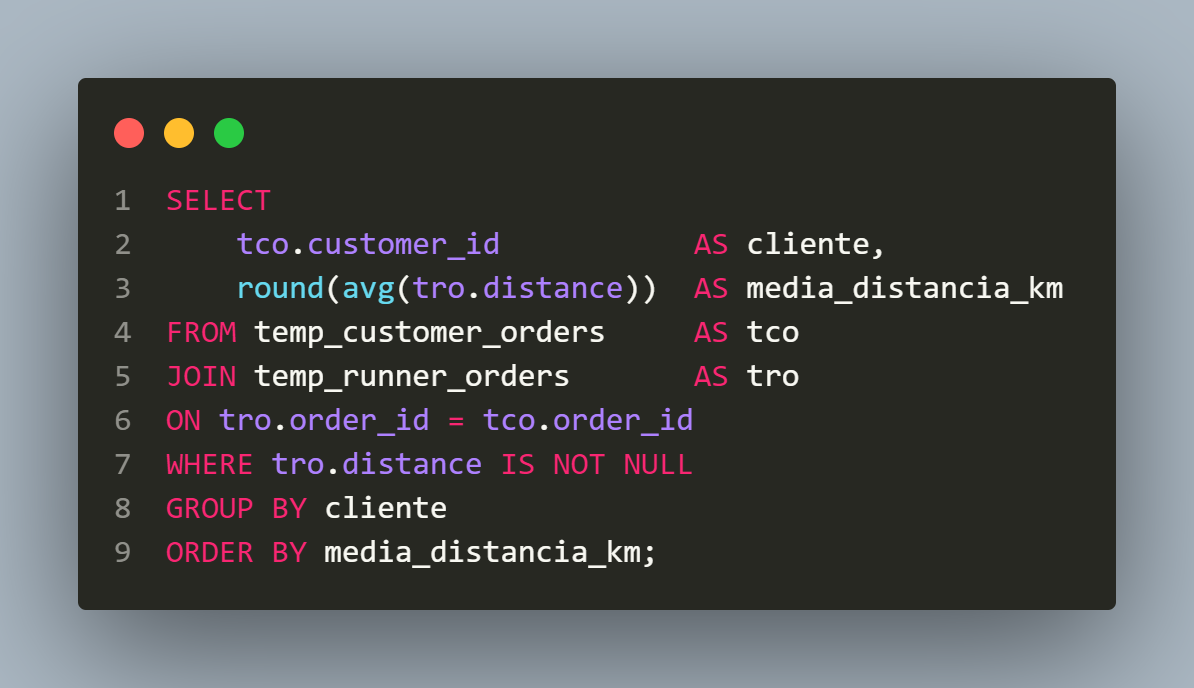 1 SELECT
2     tco.customer_id           AS cliente,
3     round(avg(tro.distance))  AS media_distancia_km
4 FROM temp_customer_orders     AS tco
5 JOIN temp_runner_orders       AS tro
6 ON tro.order_id = tco.order_id
7 WHERE tro.distance IS NOT NULL
8 GROUP BY cliente
9 ORDER BY media_distancia_km;